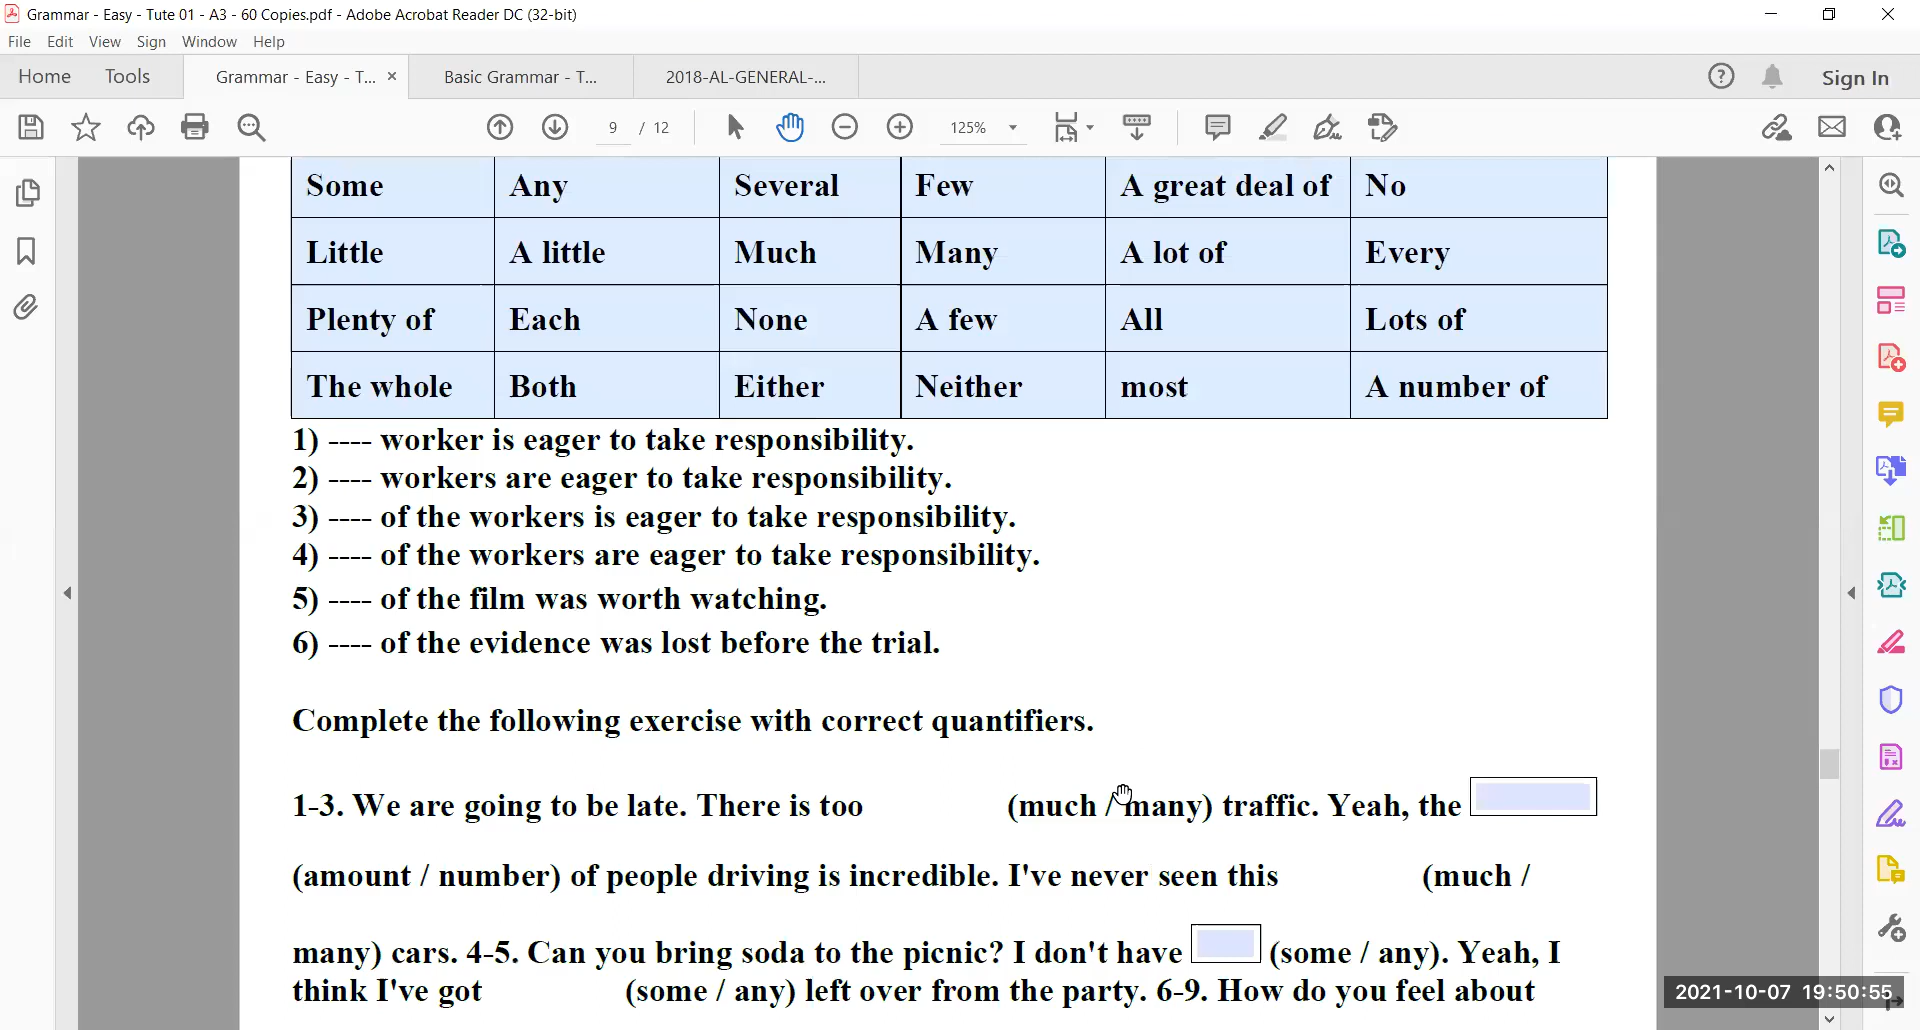 Grammar - Easy - Tute 01 - A3 - 60 Copies.pdf - Adobe Acrobat Reader DC (32-bit)
File Edit View Sign Window Help
Home Tools Grammar - Easy - T... × Basic Grammar - T... 2018-AL-GENERAL-... Sign In
9 / 12 125%
Some Any Several Few A great deal of No
Little A little Much Many A lot of Every
Plenty of Each None A few All Lots of
The whole Both Either Neither most A number of
1) ---- worker is eager to take responsibility.
2) ---- workers are eager to take responsibility.
3) ---- of the workers is eager to take responsibility.
4) ---- of the workers are eager to take responsibility.
5) ---- of the film was worth watching.
6) ---- of the evidence was lost before the trial.
Complete the following exercise with correct quantifiers.
1-3. We are going to be late. There is too (much / many) traffic. Yeah, the
(amount / number) of people driving is incredible. I've never seen this (much /
many) cars. 4-5. Can you bring soda to the picnic? I don't have (some / any). Yeah, I
think I've got (some / any) left over from the party. 6-9. How do you feel about
2021-10-07 19:50:55